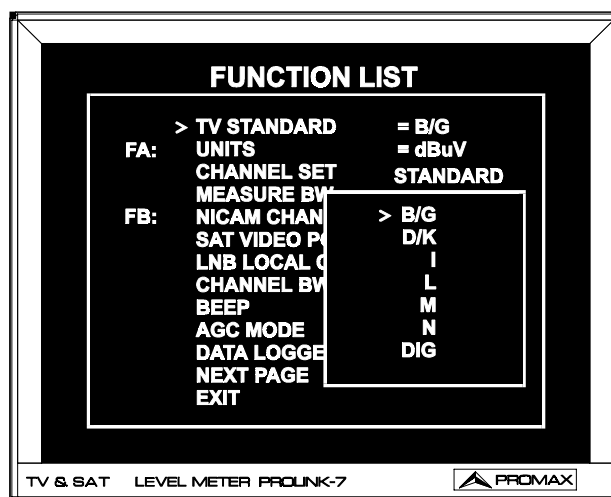 FUNCTION LIST
> TV STANDARD = B/G
FA: UNITS = dBuV
CHANNEL SET STANDARD
MEASURE BW
FB: NICAM CHAN > B/G
SAT VIDEO D/K
LNB LOCAL I
CHANNEL BW L
BEEP M
AGC MODE N
DATA LOGGE DIG
NEXT PAGE
EXIT
TV & SAT LEVEL METER PROLINK-7 PROMAX